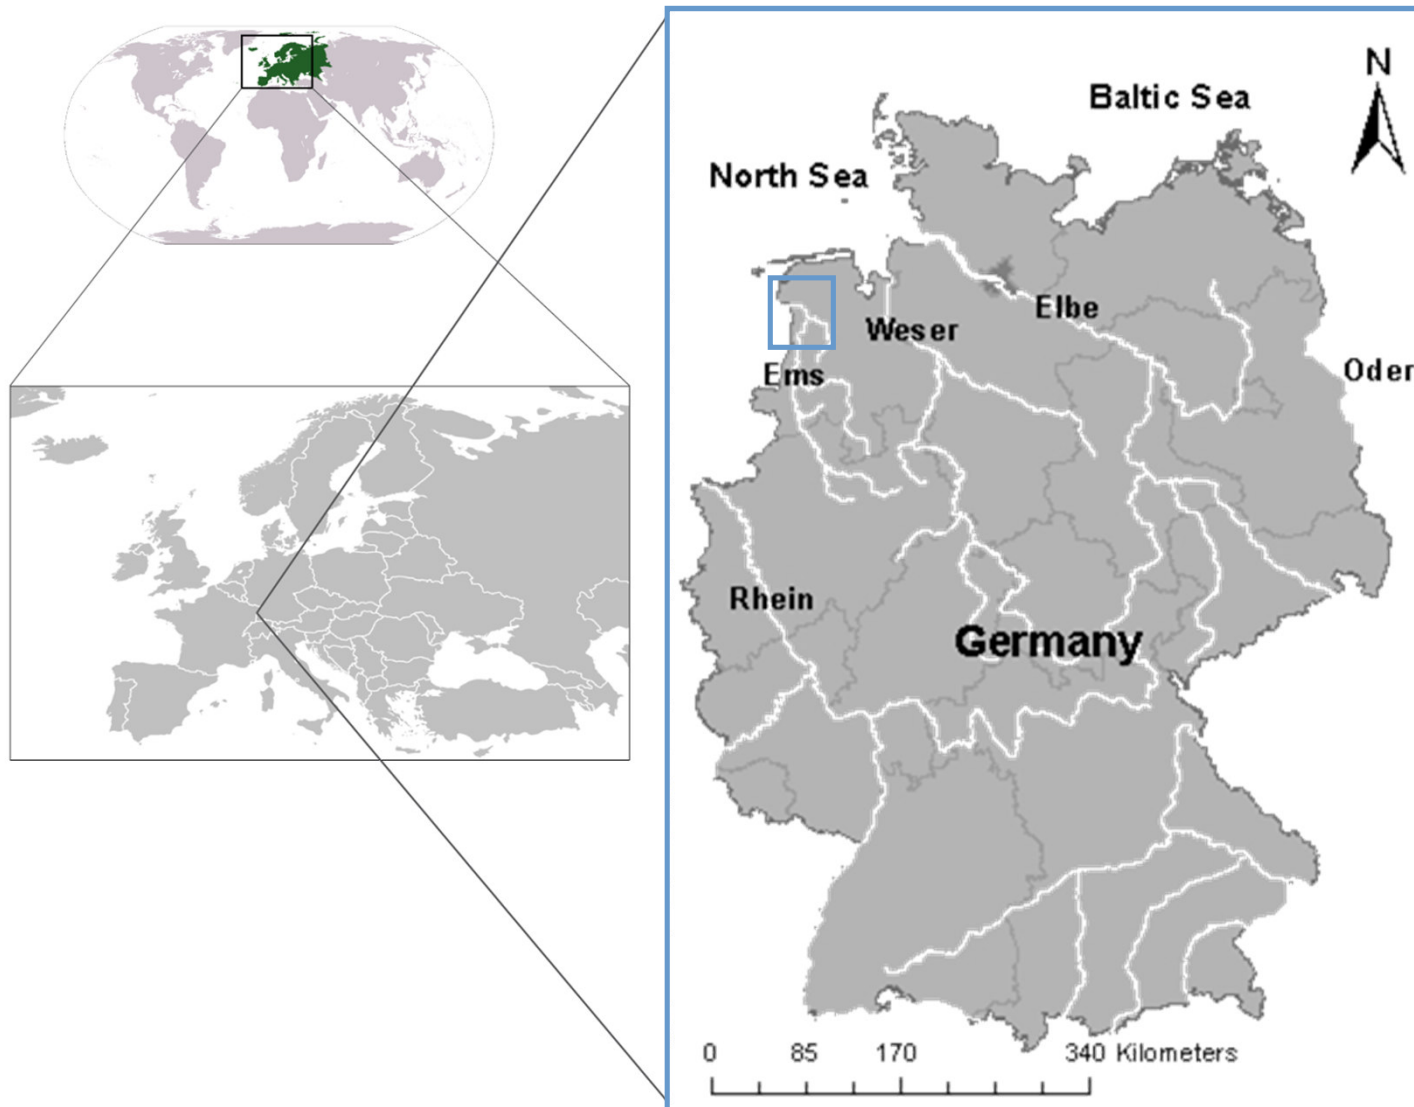 N
Baltic Sea
North Sea
Elbe
Weser
Ems
Oder
Rhein
Germany
0 85 170 340 Kilometers